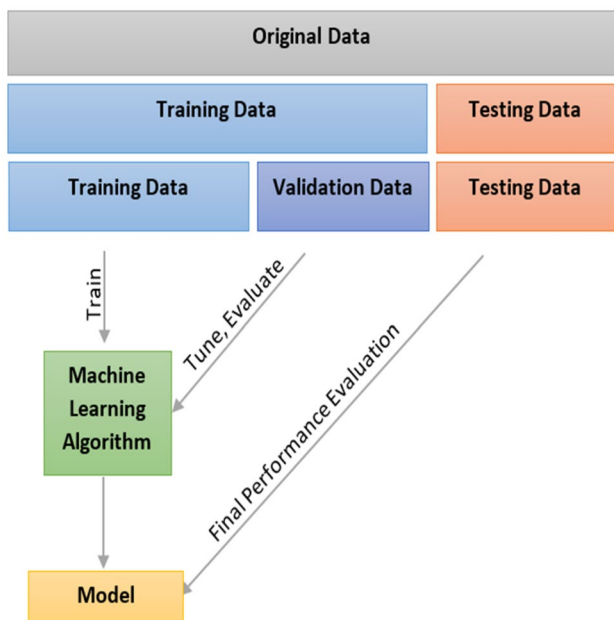 Original Data
Training Data
Testing Data
Training Data
Validation Data
Testing Data
Train
Tune, Evaluate
Final Performance Evaluation
Machine
Learning
Algorithm
Model